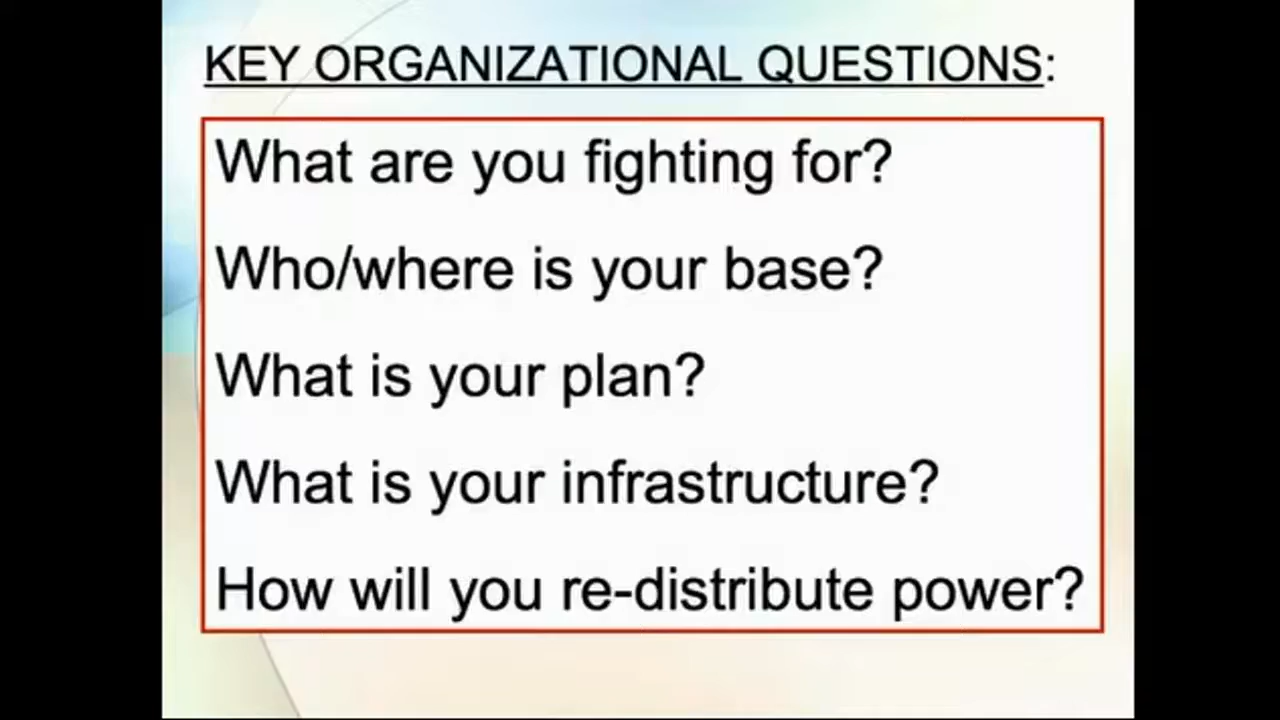 KEY ORGANIZATIONAL QUESTIONS:
What are you fighting for?
Who/where is your base?
What is your plan?
What is your infrastructure?
How will you re-distribute power?